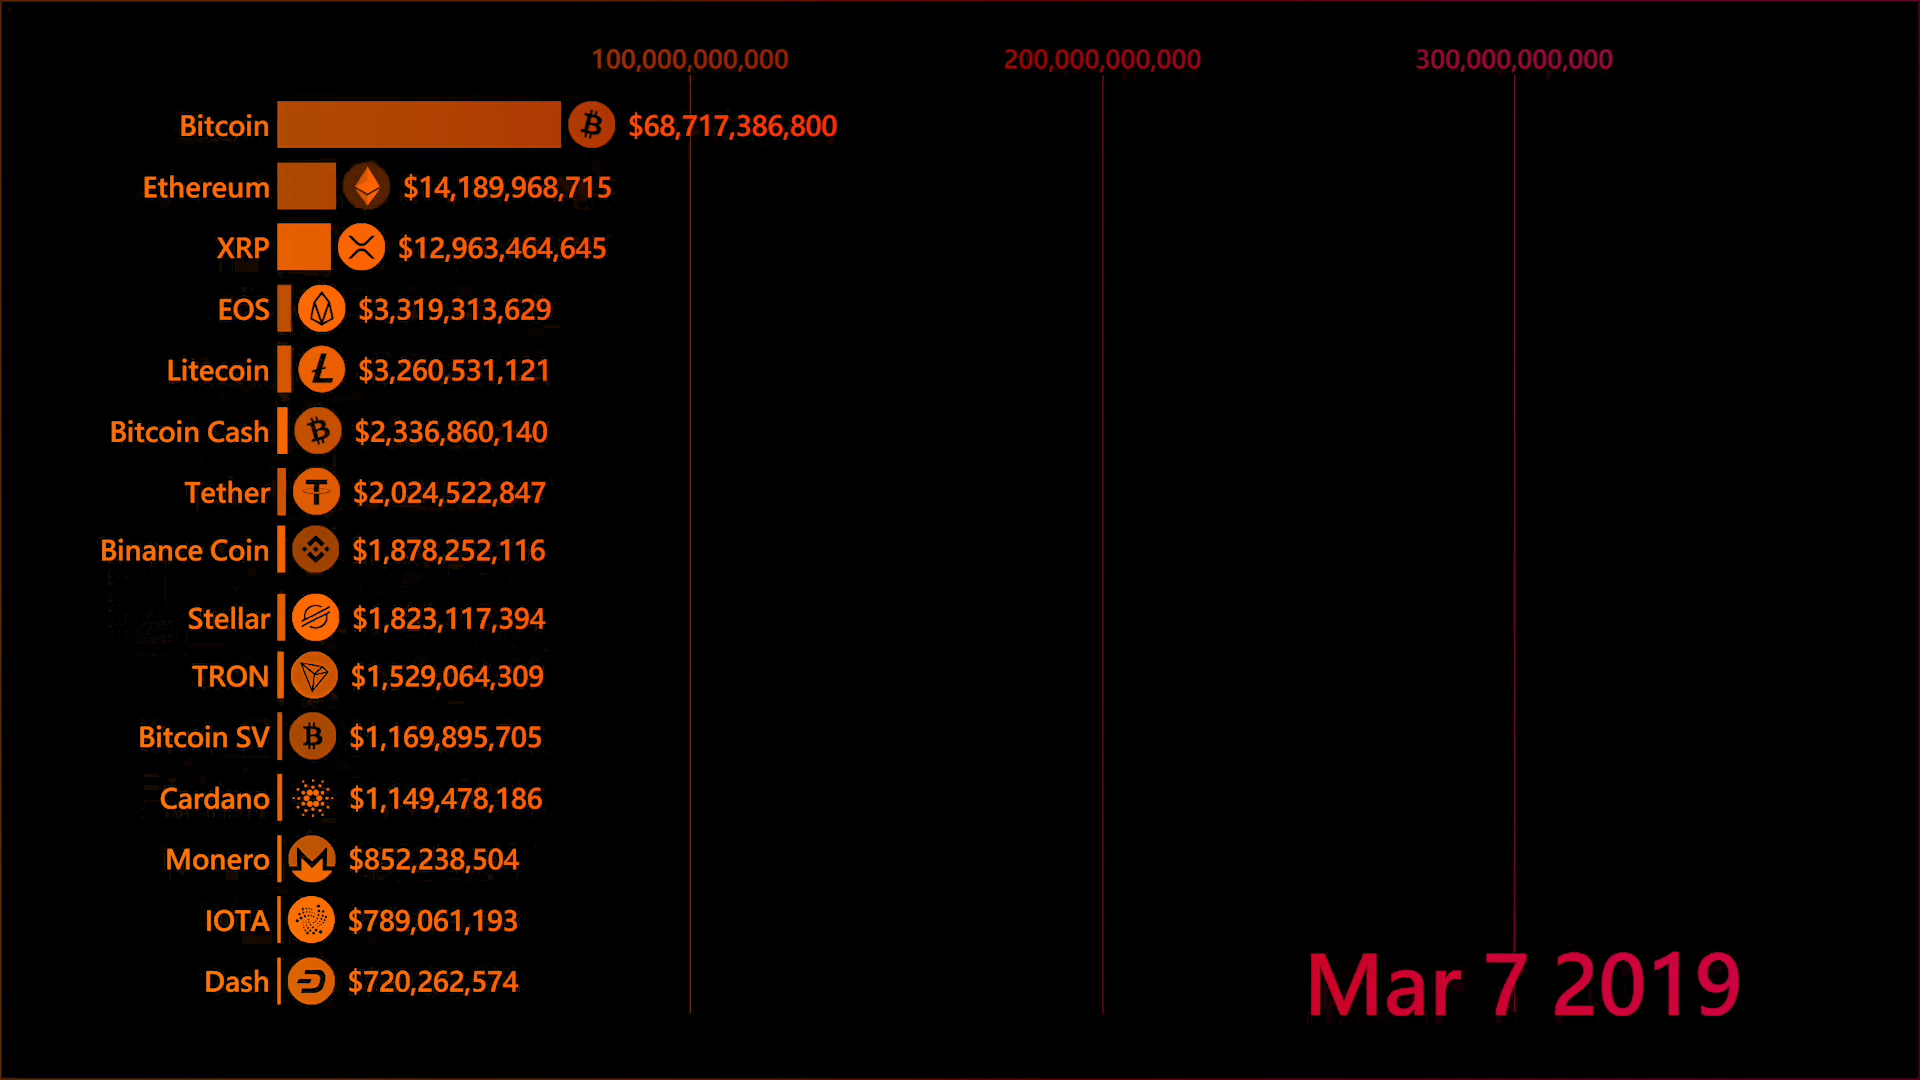 100,000,000,000 200,000,000,000 300,000,000,000
Bitcoin $68,717,386,800
Ethereum $14,189,968,715
XRP $12,963,464,645
EOS $3,319,313,629
Litecoin $3,260,531,121
Bitcoin Cash $2,336,860,140
Tether $2,024,522,847
Binance Coin $1,878,252,116
Stellar $1,823,117,394
TRON $1,529,064,309
Bitcoin SV $1,169,895,705
Cardano $1,149,478,186
Monero $852,238,504
IOTA $789,061,193
Dash $720,262,574
Mar 7 2019